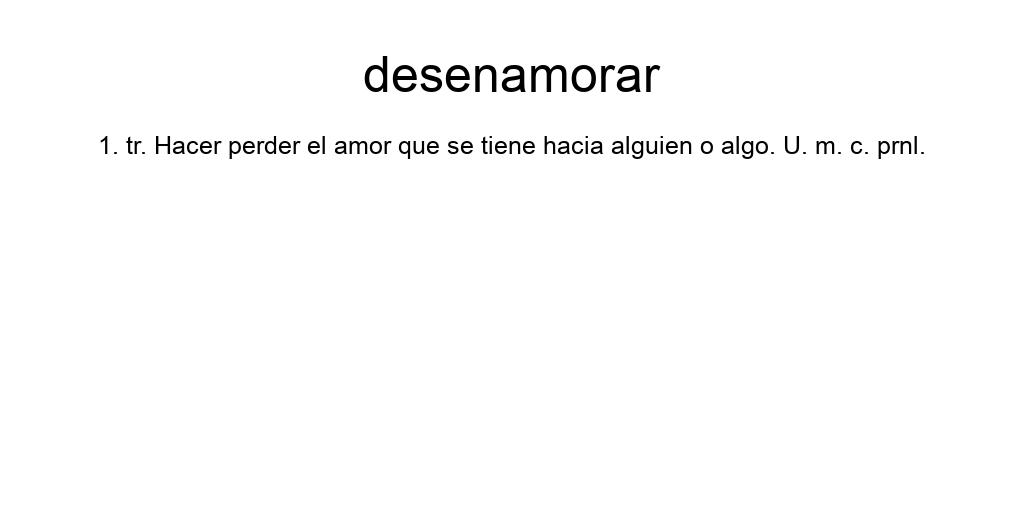 desenamorar
1. tr. Hacer perder el amor que se tiene hacia alguien o algo. U. m. c. prnl.